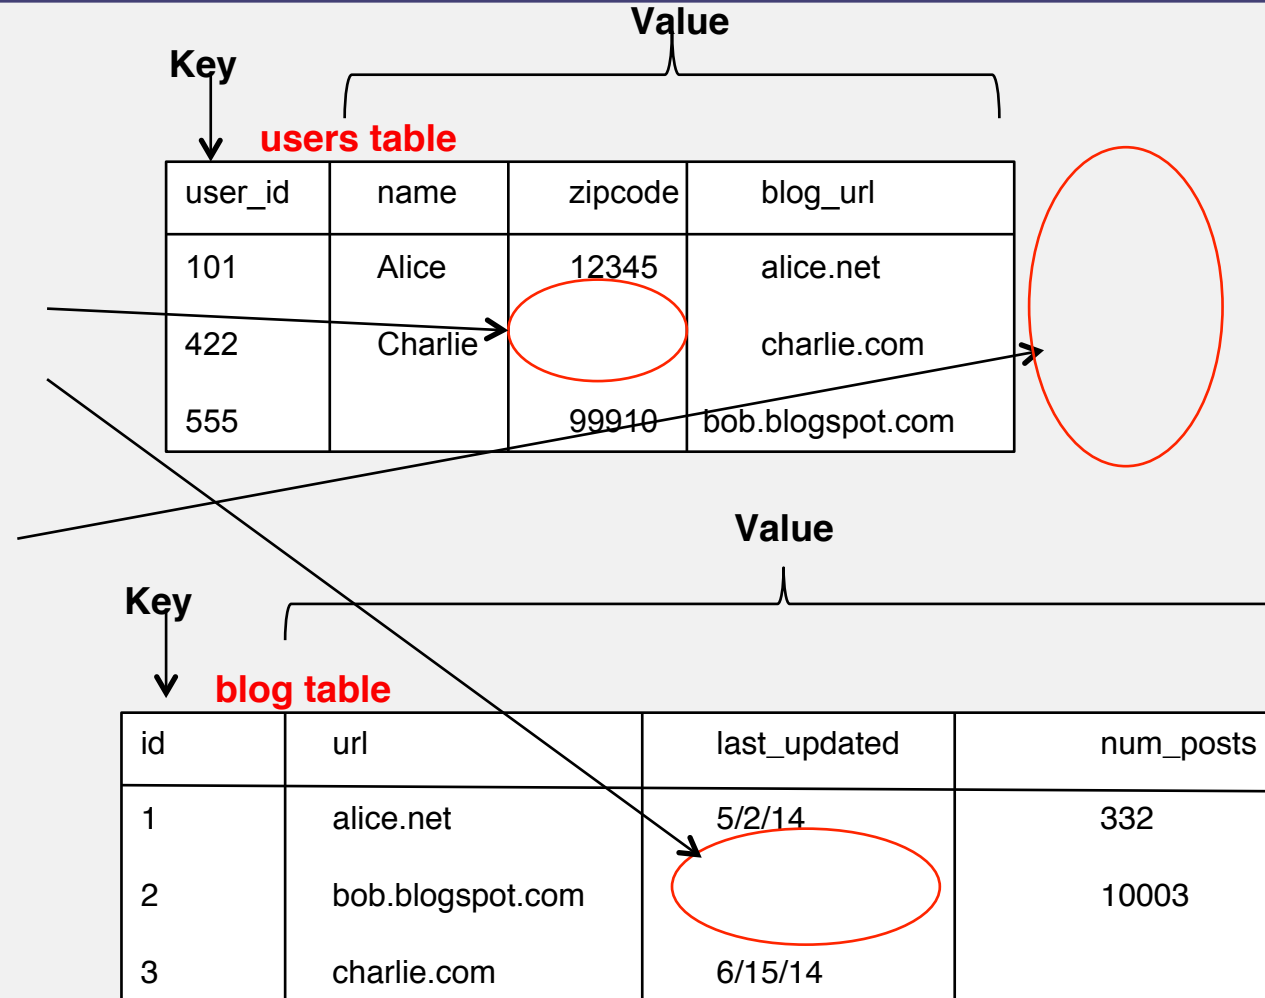 Value
Key
users table
user_id name zipcode blog_url
101 Alice 12345 alice.net
422 Charlie charlie.com
555 99910 bob.blogspot.com
Value
Key
blog table
id url last_updated num_posts
1 alice.net 5/2/14 332
2 bob.blogspot.com 10003
3 charlie.com 6/15/14